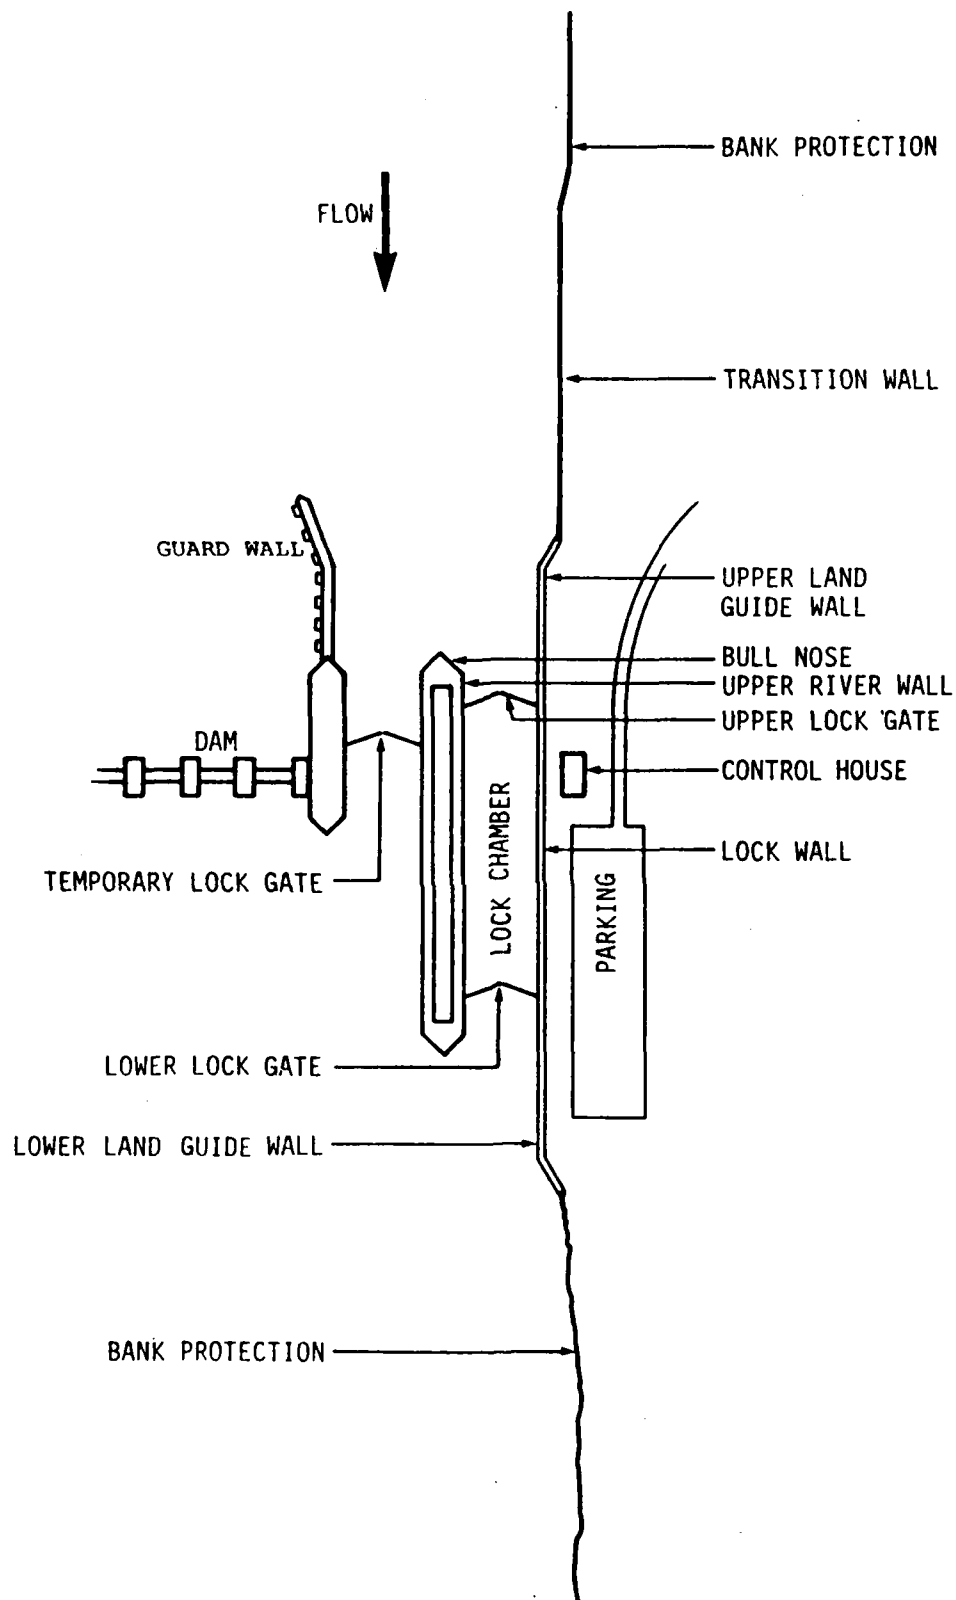 BANK PROTECTION
FLOW
TRANSITION WALL
GUARD WALL
UPPER LAND
GUIDE WALL
BULL NOSE
UPPER RIVER WALL
UPPER LOCK GATE
DAM
CONTROL HOUSE
LOCK CHAMBER
LOCK WALL
TEMPORARY LOCK GATE
PARKING
LOWER LOCK GATE
LOWER LAND GUIDE WALL
BANK PROTECTION